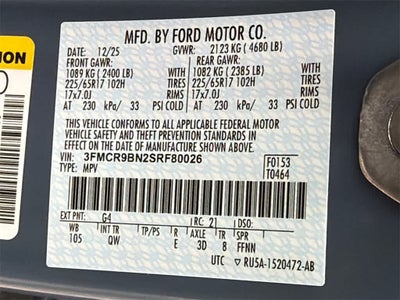 MFD. BY FORD MOTOR CO.
12/25 GVWR: 2123 KG ( 4680 LB)
FRONT GAWR: REAR GAWR:
1089 KG ( 2400 LB) 1082 KG ( 2385 LB)
225/65R17 102H TIRES 225/65R17 102H TIRES
17x7.0J RIMS 17x7.0J RIMS
AT 230 kPa/ 33 PSI COLD AT 230 kPa/ 33 PSI COLD
THIS VEHICLE CONFORMS TO ALL APPLICABLE FEDERAL MOTOR
VEHICLE SAFETY AND THEFT PREVENTION STANDARDS IN
EFFECT ON THE DATE OF MANUFACTURE SHOWN ABOVE.
VIN: 3FMCR9BN2SRF80026 F0153
TYPE: MPV T0464
EXT PNT: G4 RC: 21 DSO:
WB INT TR TP/PS R AXLE TR SPR
105 QW E 3D 8 FFNN
UTC ▽ RU5A-1520472-AB